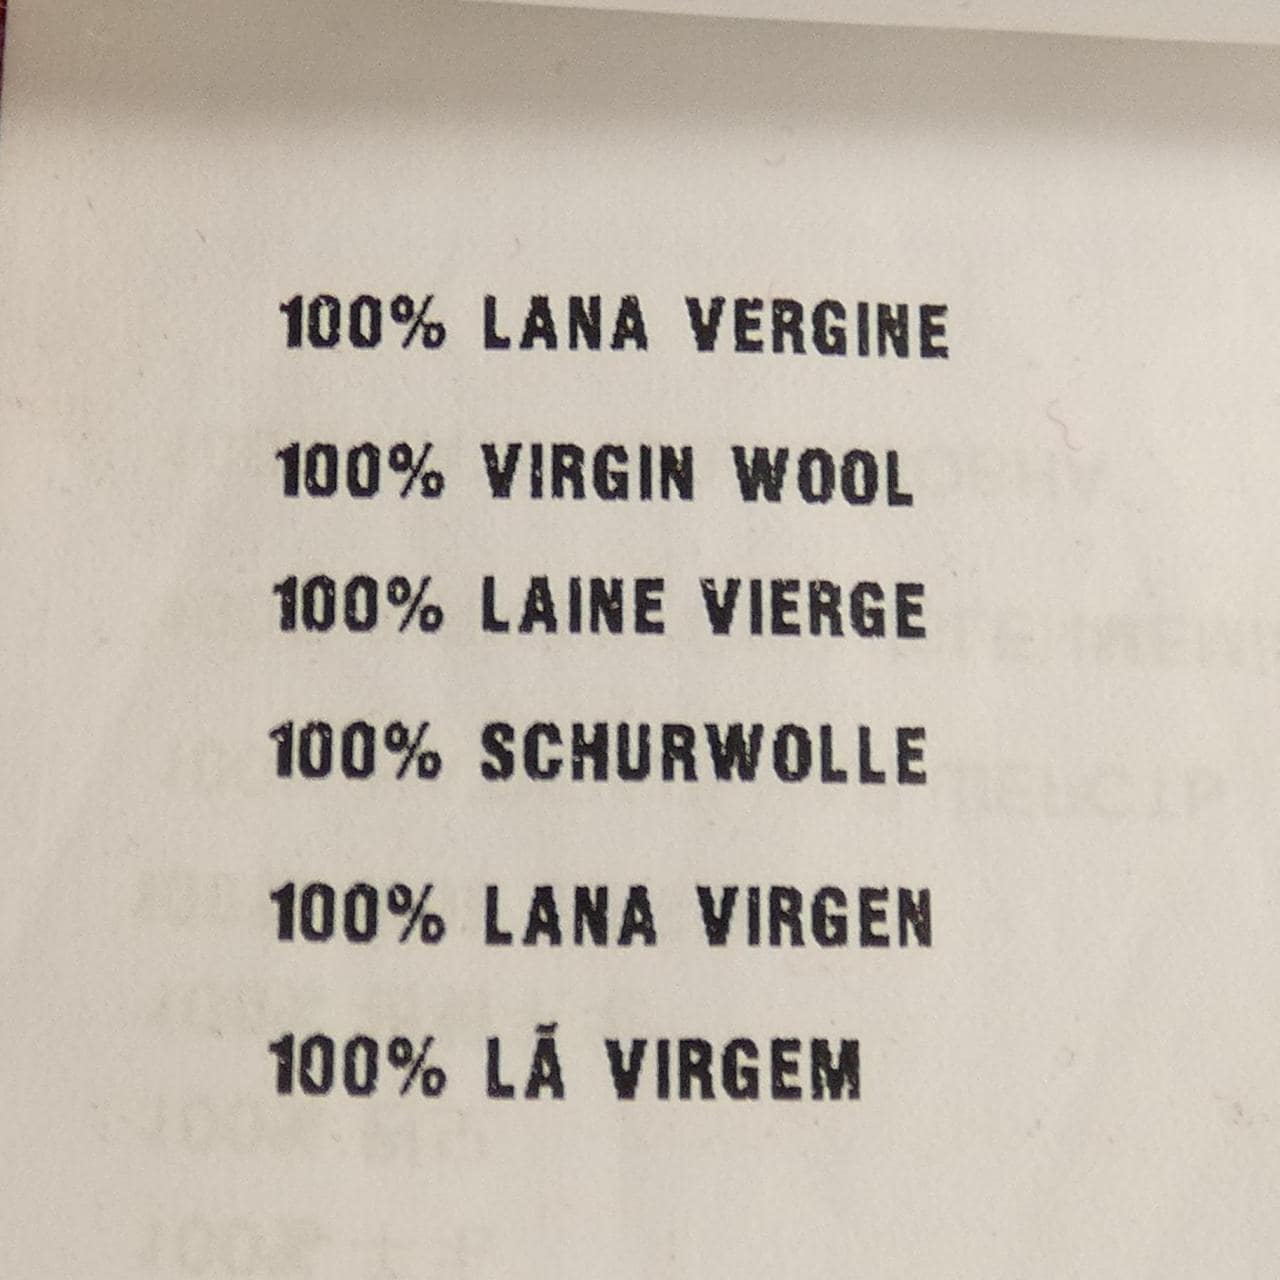 100% LANA VERGINE
100% VIRGIN WOOL
100% LAINE VIERGE
100% SCHURWOLLE
100% LANA VIRGEN
100% LÃ VIRGEM